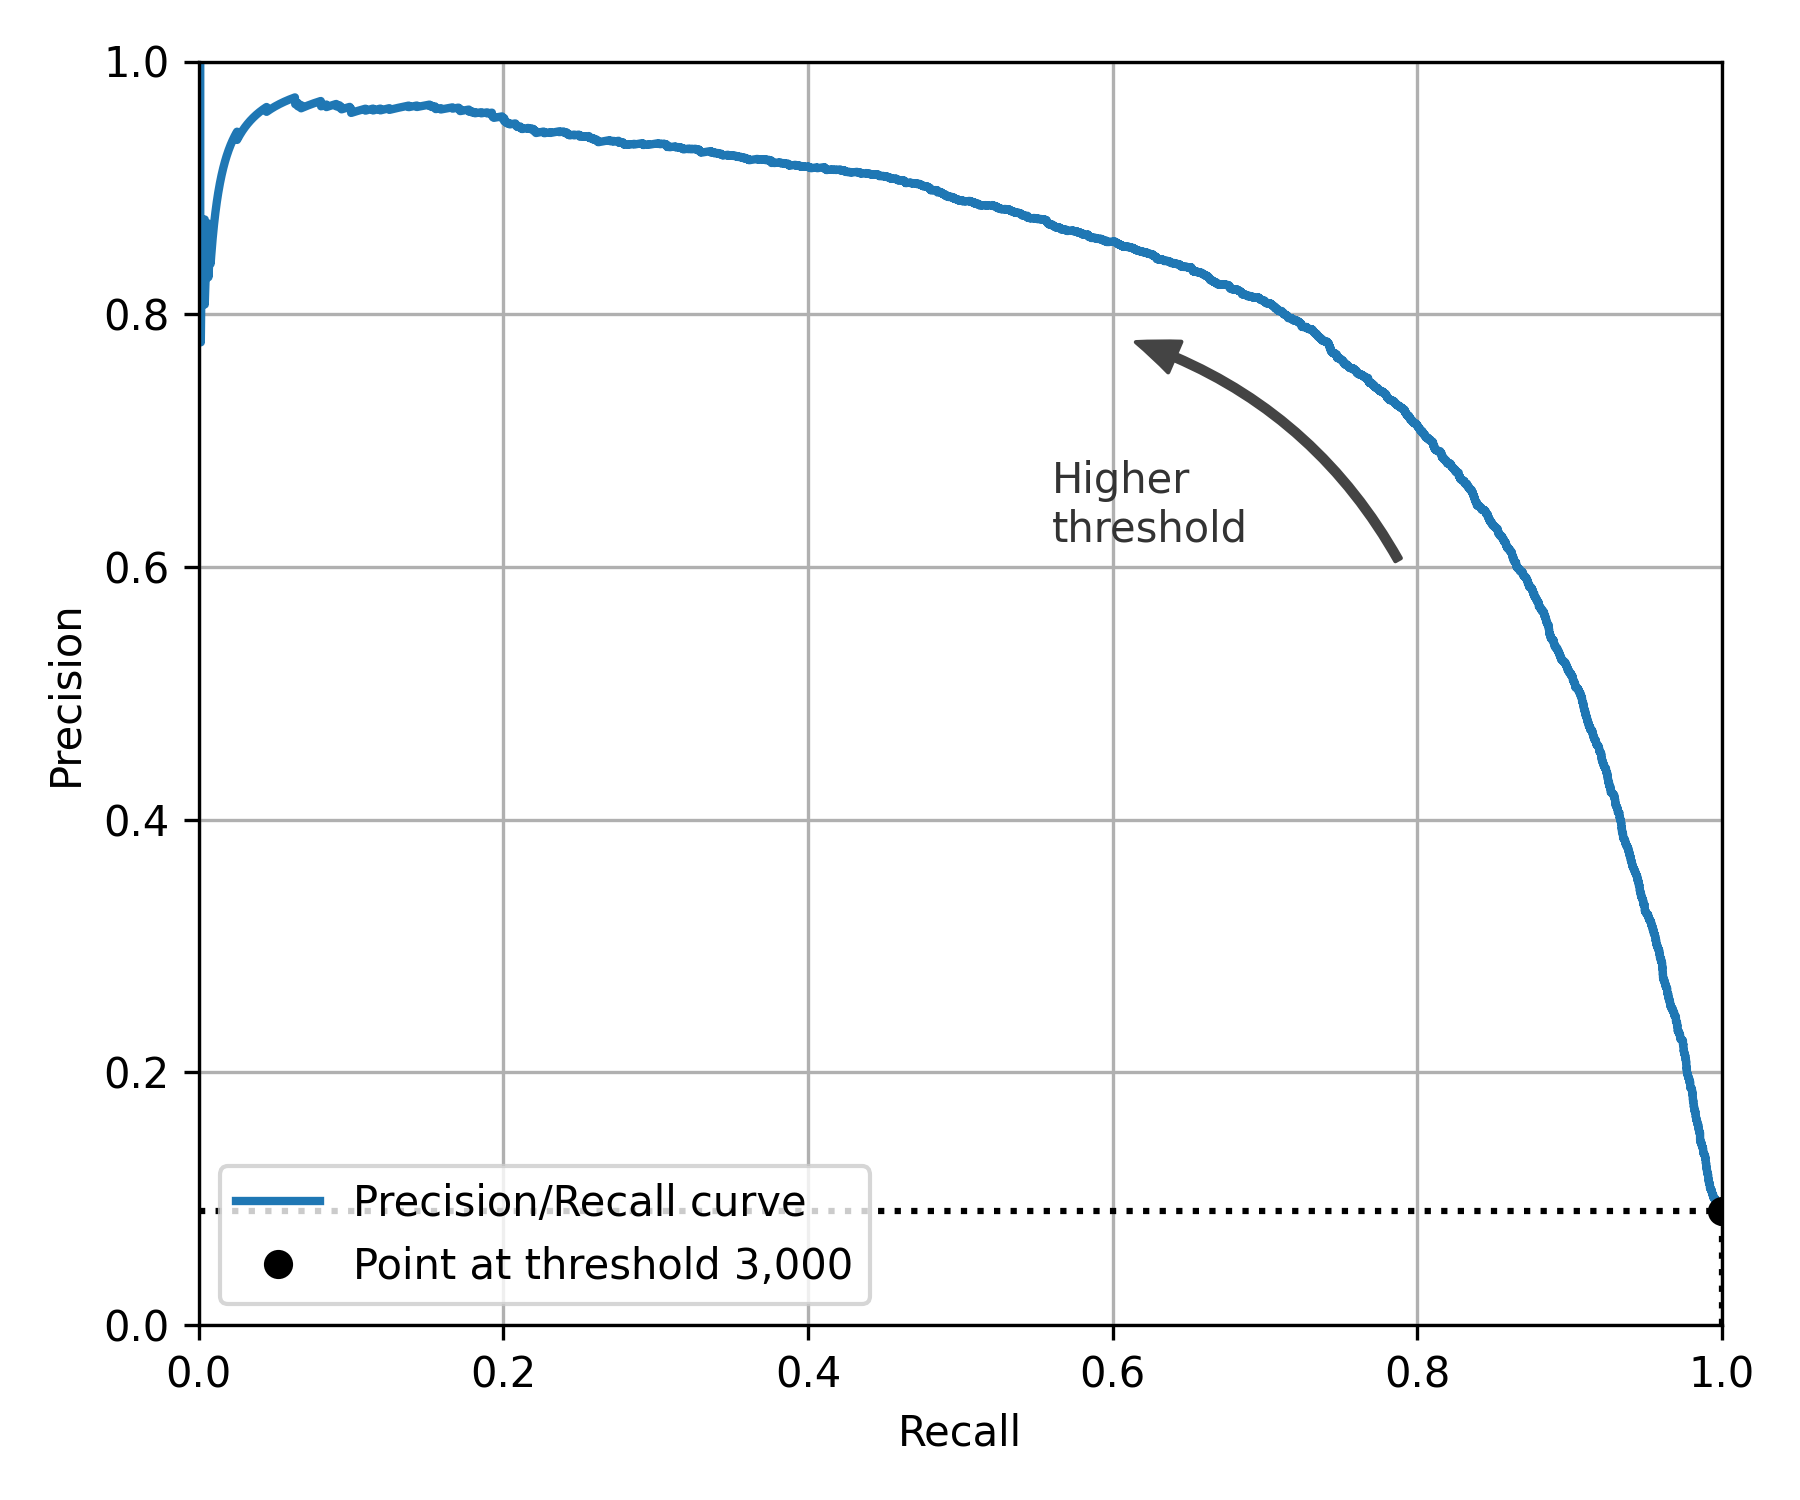 1.0
0.8
0.6
0.4
0.2
0.0
Precision
Higher
threshold
Precision/Recall curve
Point at threshold 3,000
0.0 0.2 0.4 0.6 0.8 1.0
Recall